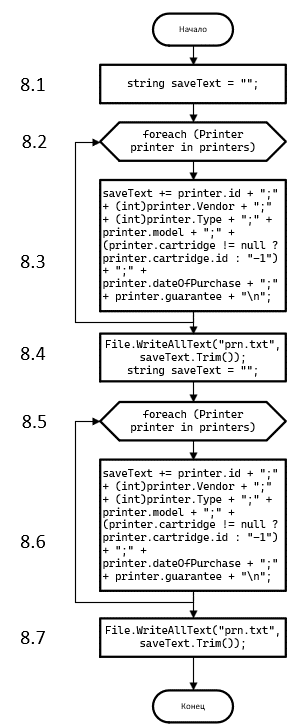 Начало
8.1
string saveText = "";
8.2
foreach (Printer
printer in printers)
8.3
saveText += printer.id + ";"
+ (int)printer.Vendor + ";"
+ (int)printer.Type + ";" +
printer.model + ";" +
(printer.cartridge != null ?
printer.cartridge.id : "-1")
+ ";" +
printer.dateOfPurchase + ";"
+ printer.guarantee + "\n";
8.4
File.WriteAllText("prn.txt",
saveText.Trim());
string saveText = "";
8.5
foreach (Printer
printer in printers)
8.6
saveText += printer.id + ";"
+ (int)printer.Vendor + ";"
+ (int)printer.Type + ";" +
printer.model + ";" +
(printer.cartridge != null ?
printer.cartridge.id : "-1")
+ ";" +
printer.dateOfPurchase + ";"
+ printer.guarantee + "\n";
8.7
File.WriteAllText("prn.txt",
saveText.Trim());
Конец